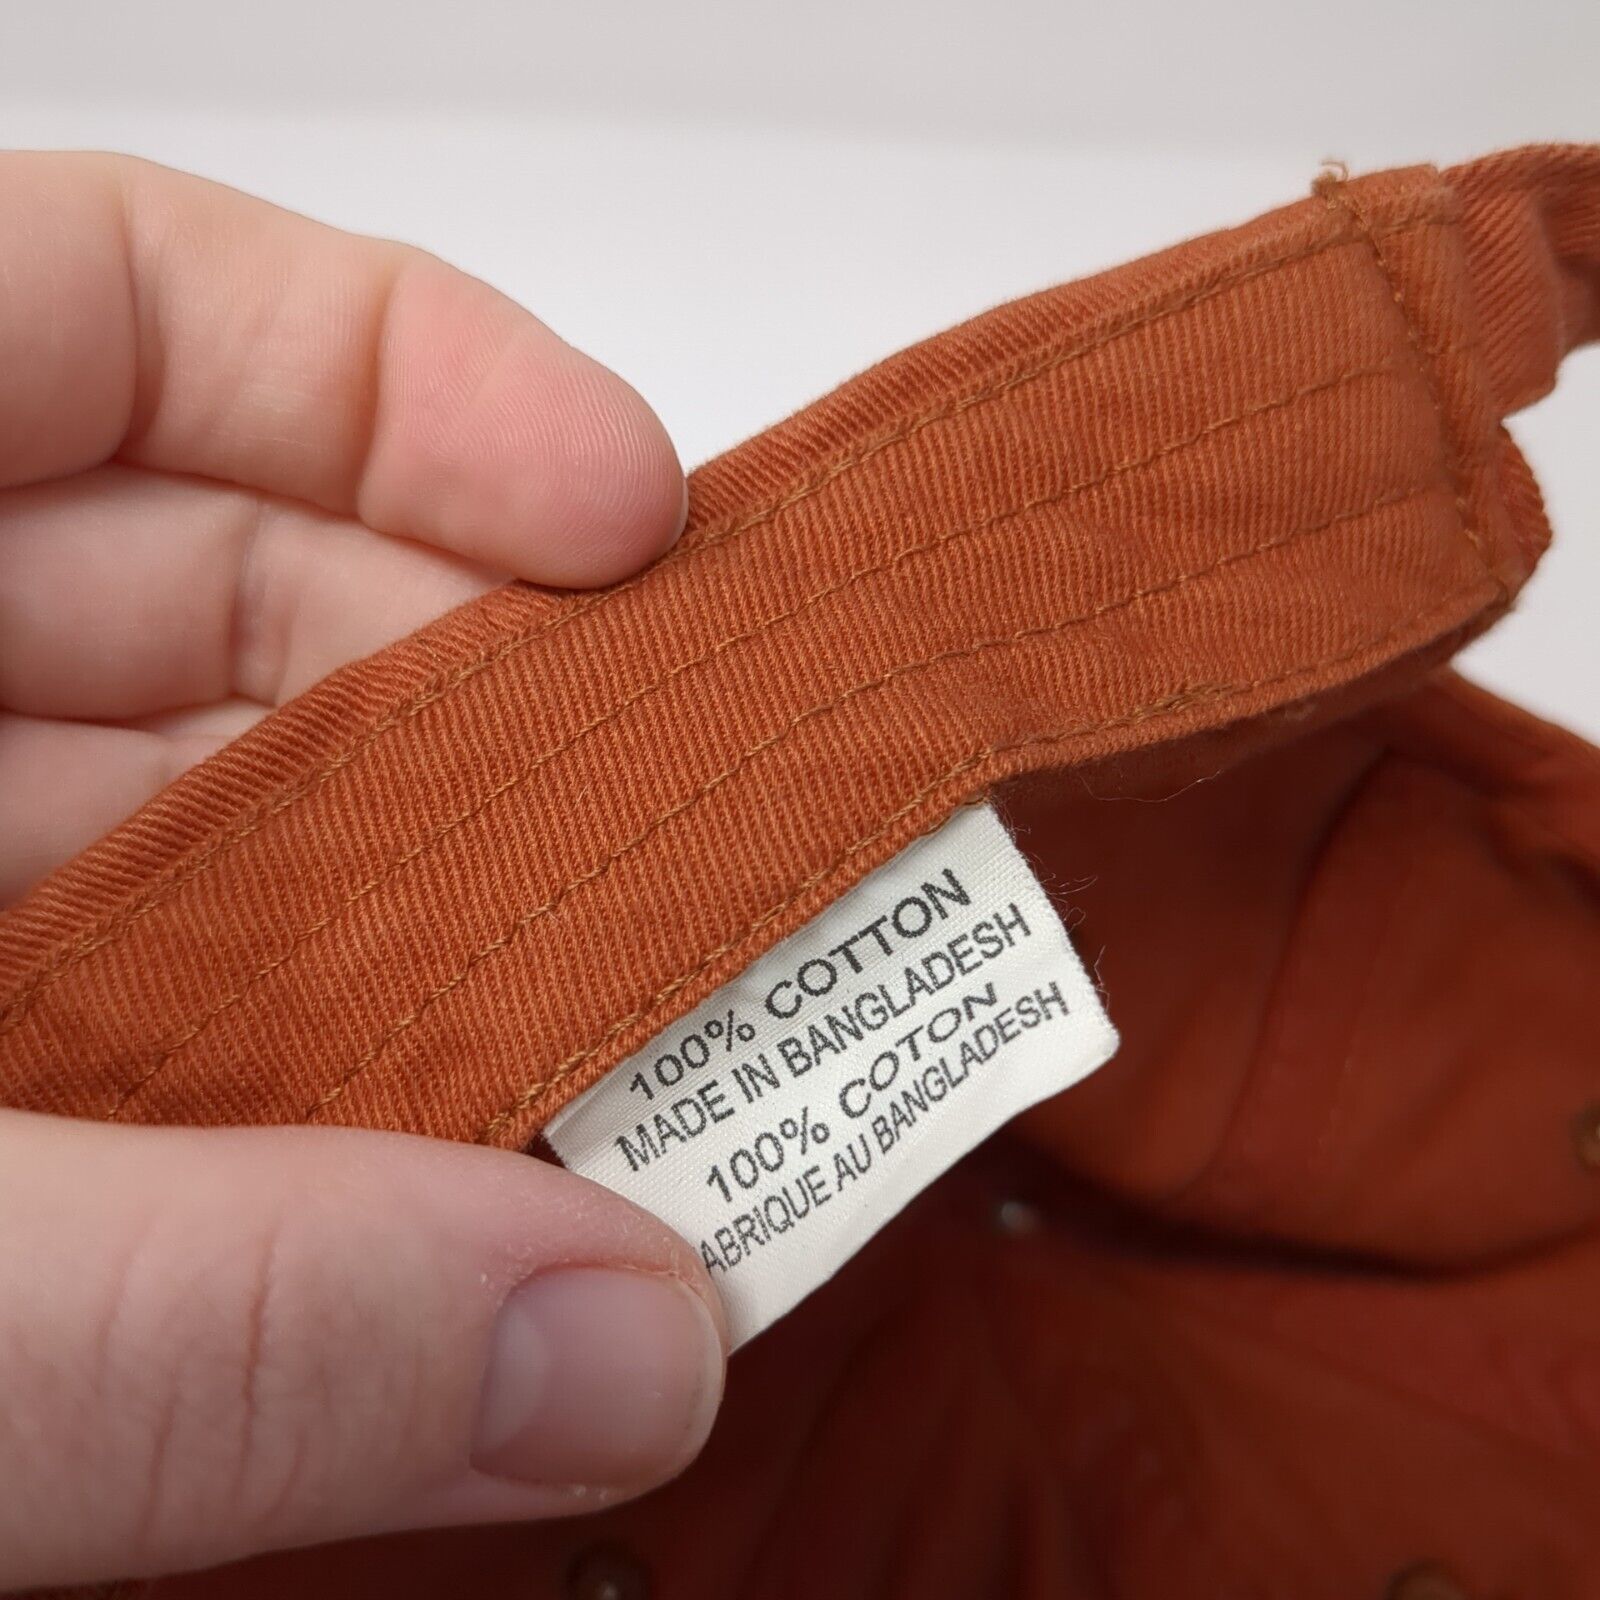 100% COTTON
MADE IN BANGLADESH
100% COTON
ABRIQUE AU BANGLADESH